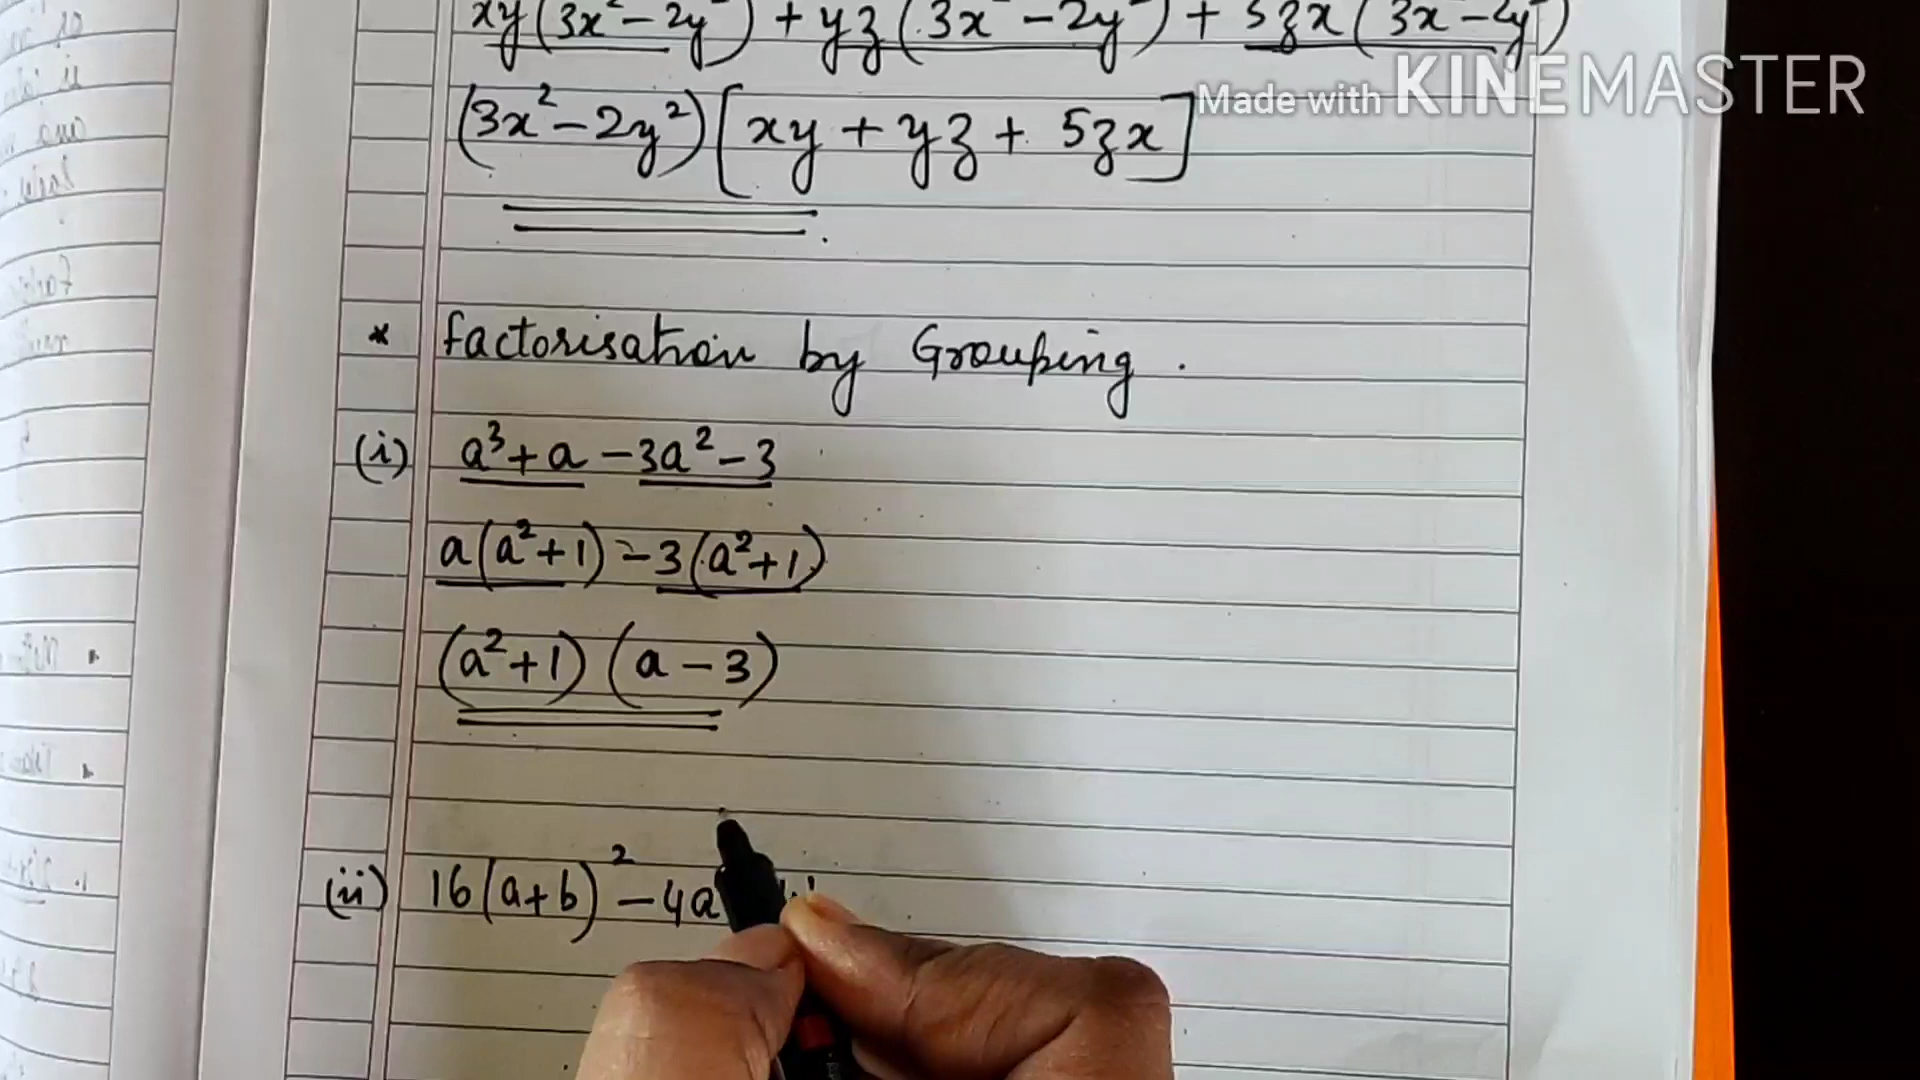 xy(3x² - 2y²) + yz(3x² - 2y²) + 5zx(3x² - 2y²)
Made with KINEMASTER
(3x² - 2y²)[xy + yz + 5zx]
* factorisation by Grouping.
(i) a³ + a - 3a² - 3
a(a² + 1) - 3(a² + 1)
(a² + 1) (a - 3)
(ii) 16(a+b)² - 4a